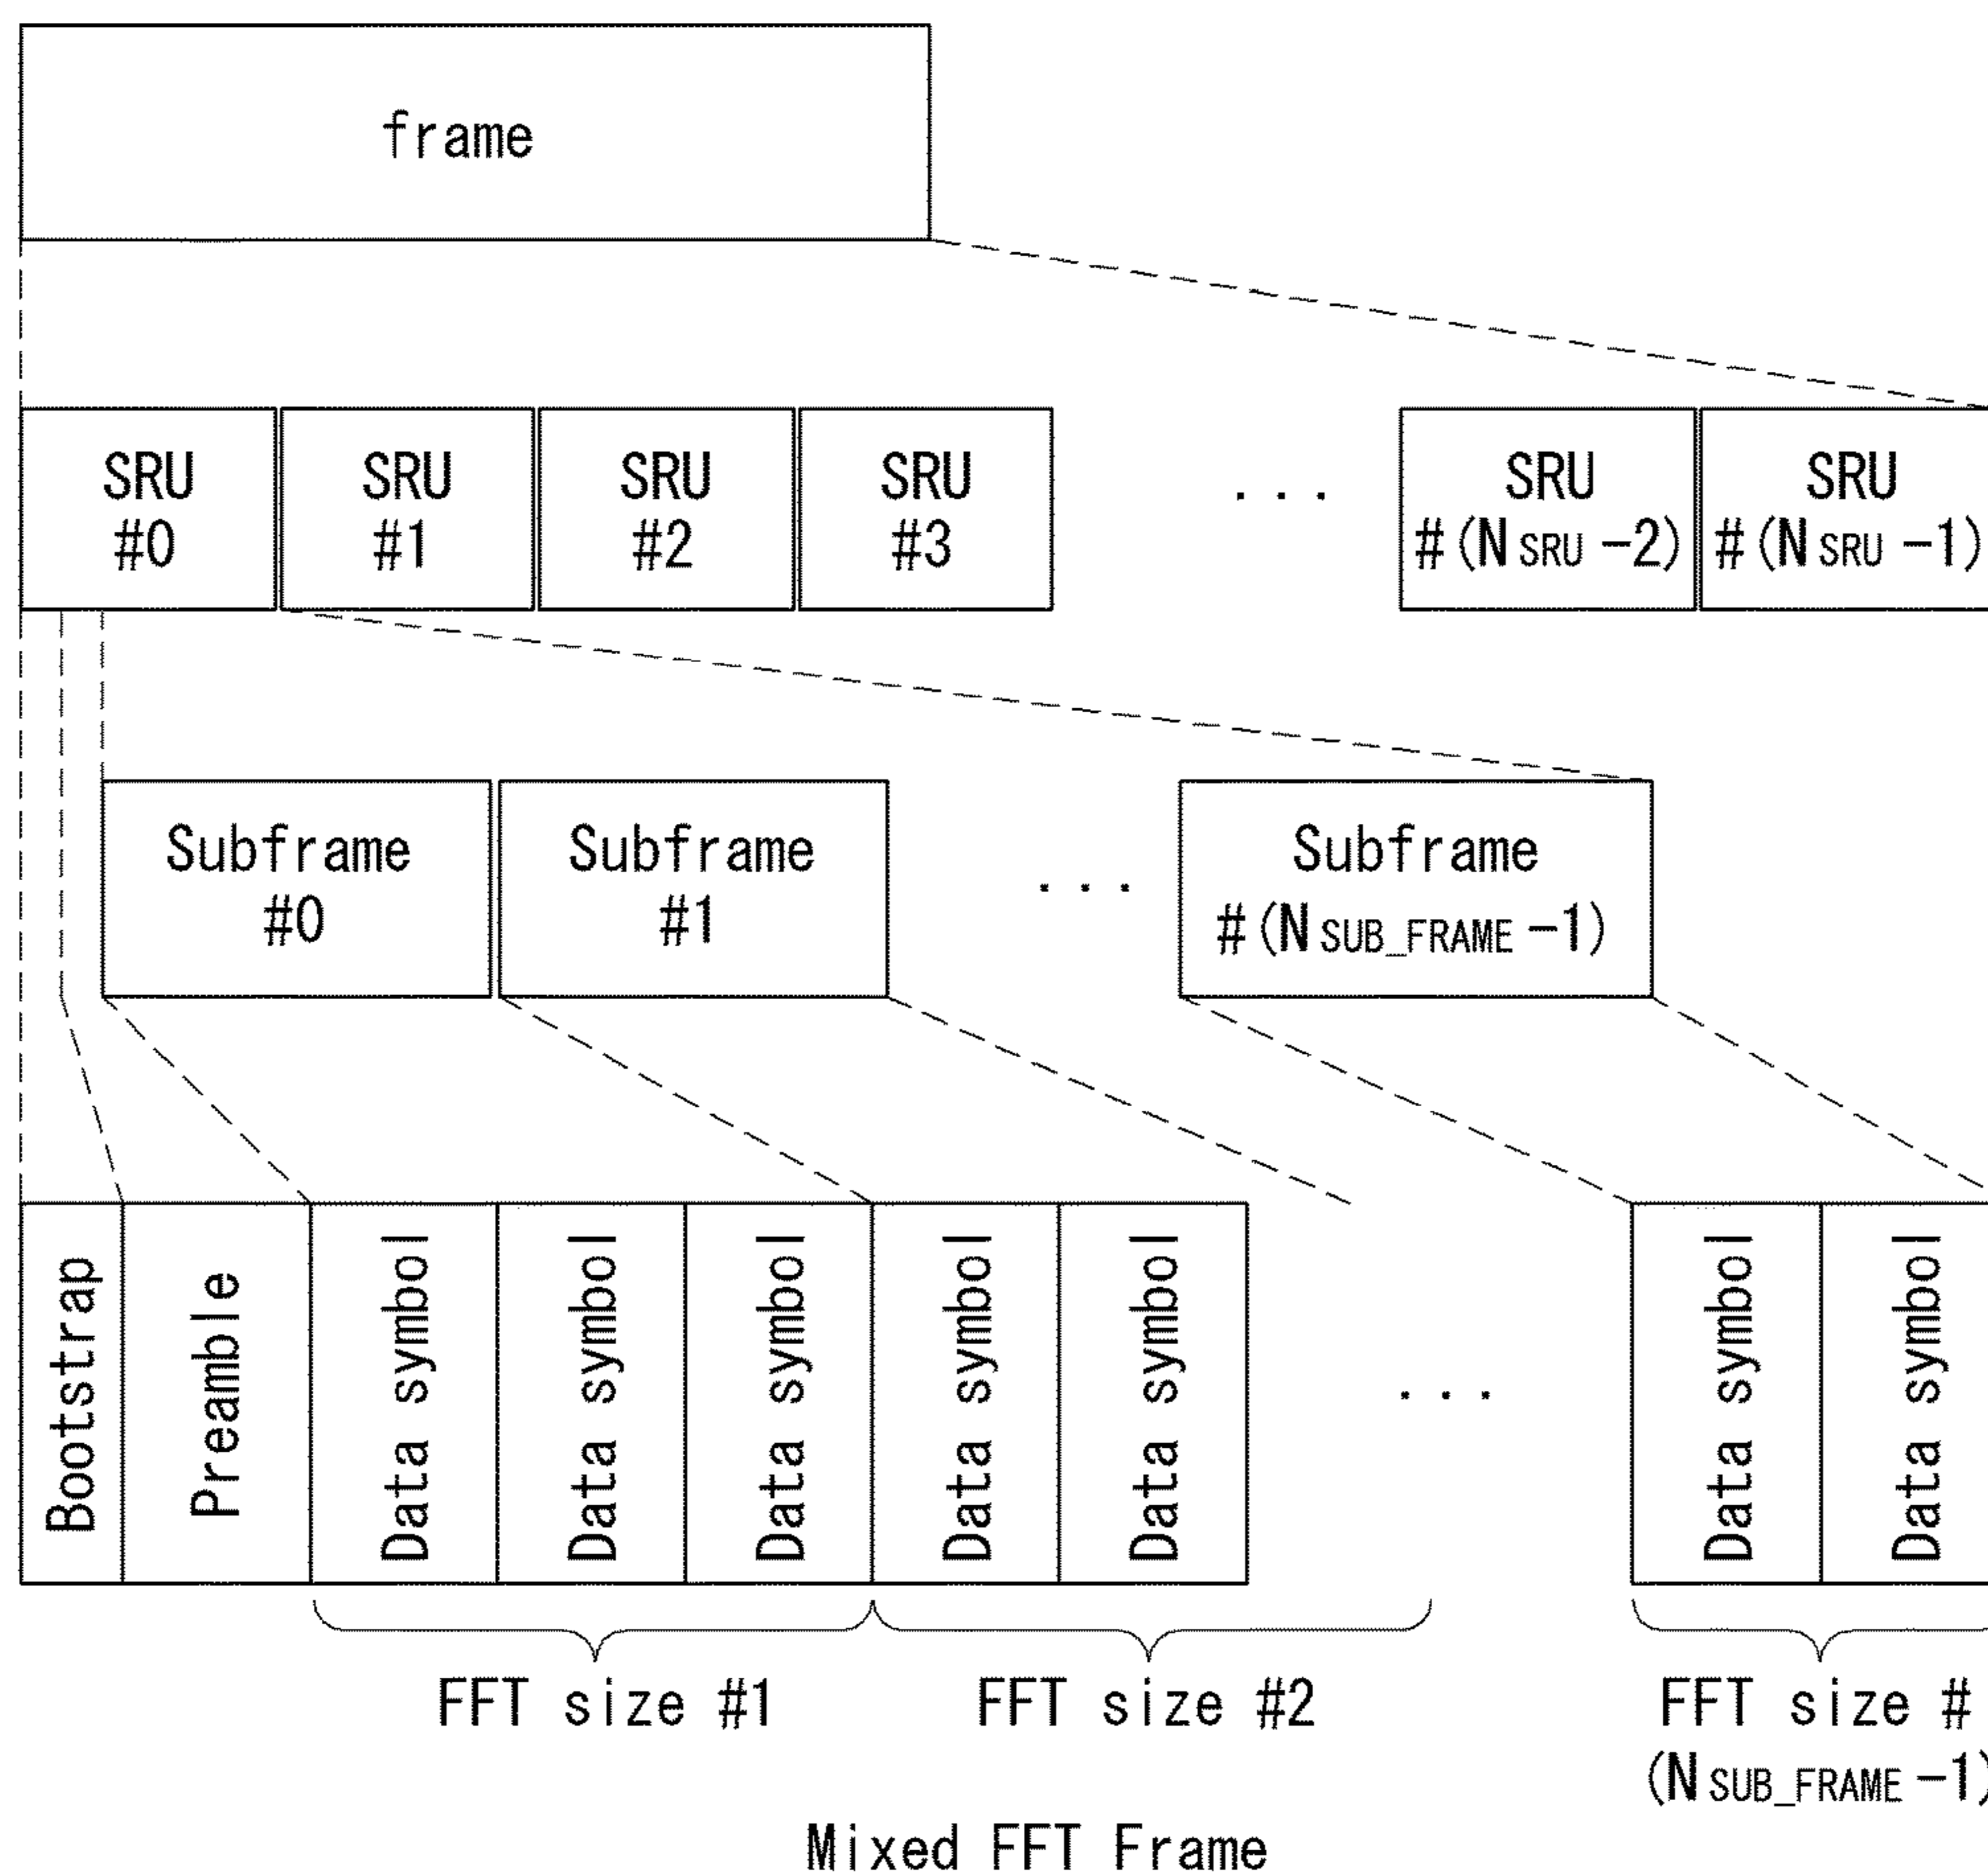 frame
SRU
#0
SRU
#1
SRU
#2
SRU
#3
...
SRU
#(NSRU-2)
SRU
#(NSRU-1)
Subframe
#0
Subframe
#1
...
Subframe
#(NSUB_FRAME-1)
Bootstrap
Preamble
Data symbol
Data symbol
Data symbol
Data symbol
Data symbol
...
Data symbol
Data symbol
FFT size #1
FFT size #2
FFT size #
(NSUB_FRAME-1)
Mixed FFT Frame